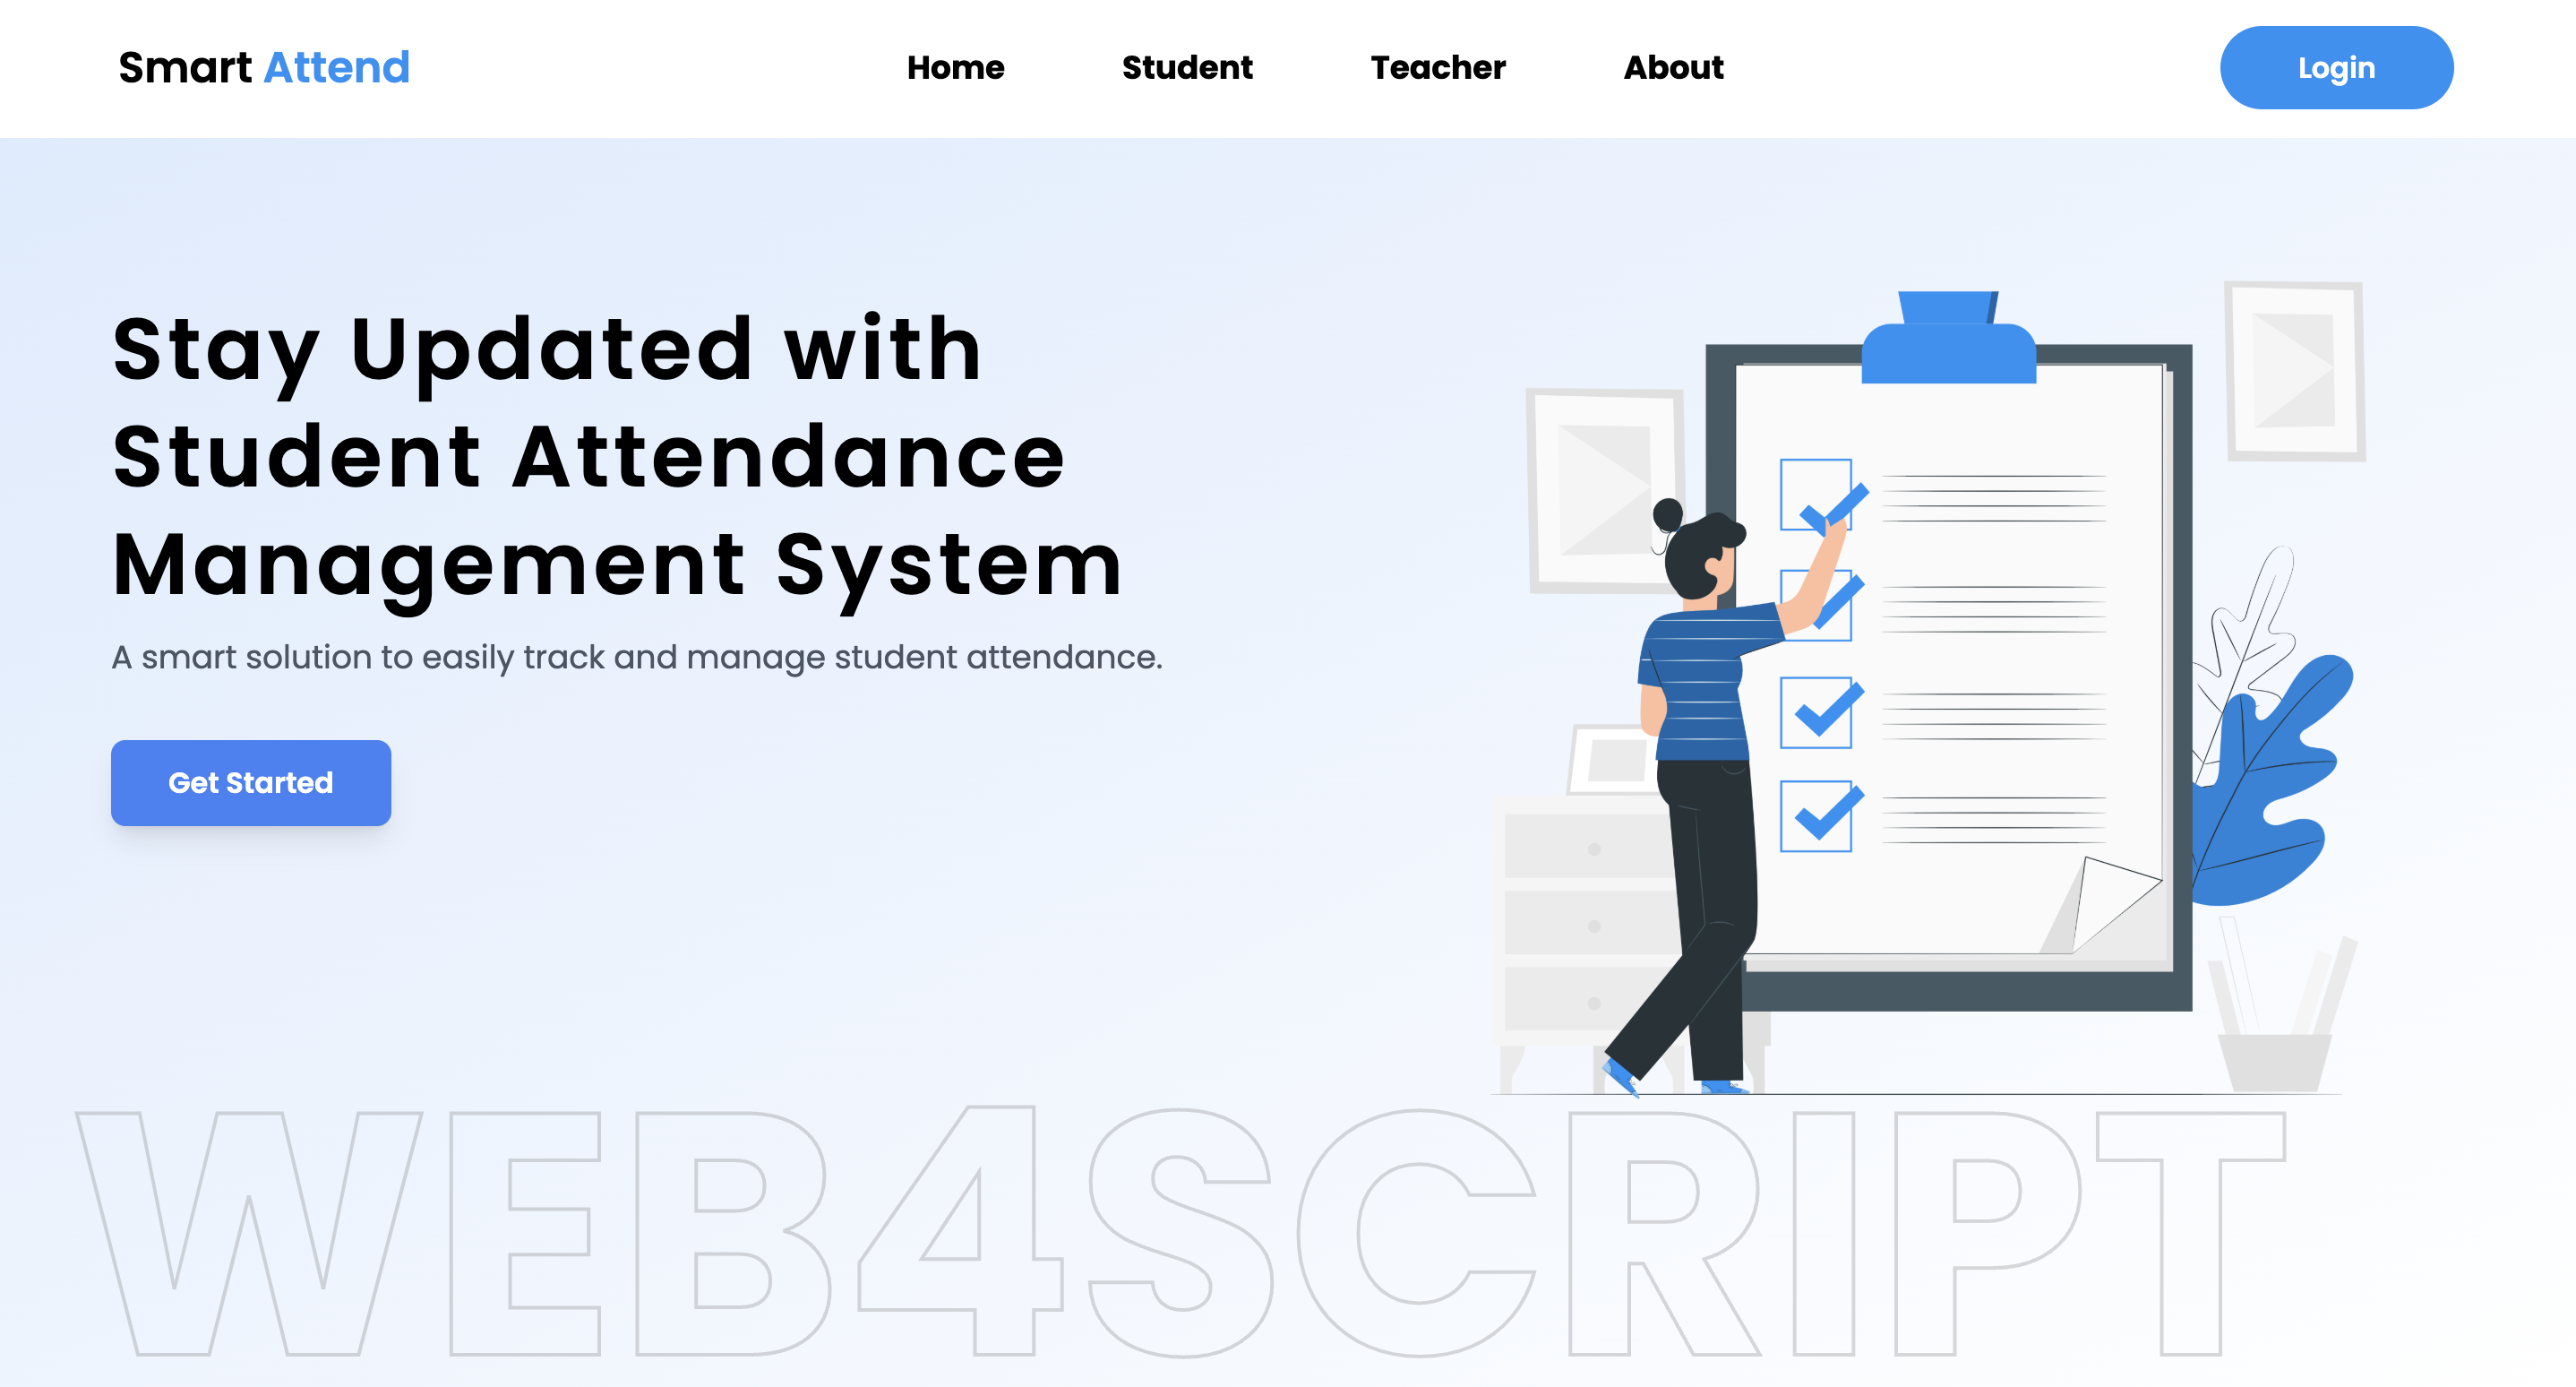 Smart Attend
Home
Student
Teacher
About
Login
Stay Updated with
Student Attendance
Management System
A smart solution to easily track and manage student attendance.
Get Started
WEB4SCRIPT